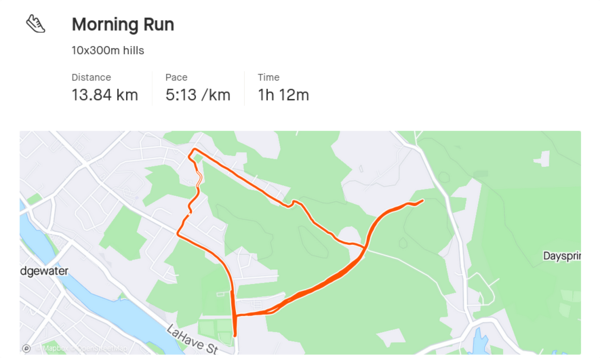 Morning Run
10x300m hills
Distance
Pace
Time
13.84 km
5:13 /km
1h 12m
dgewater
LaHave St
Dayspri